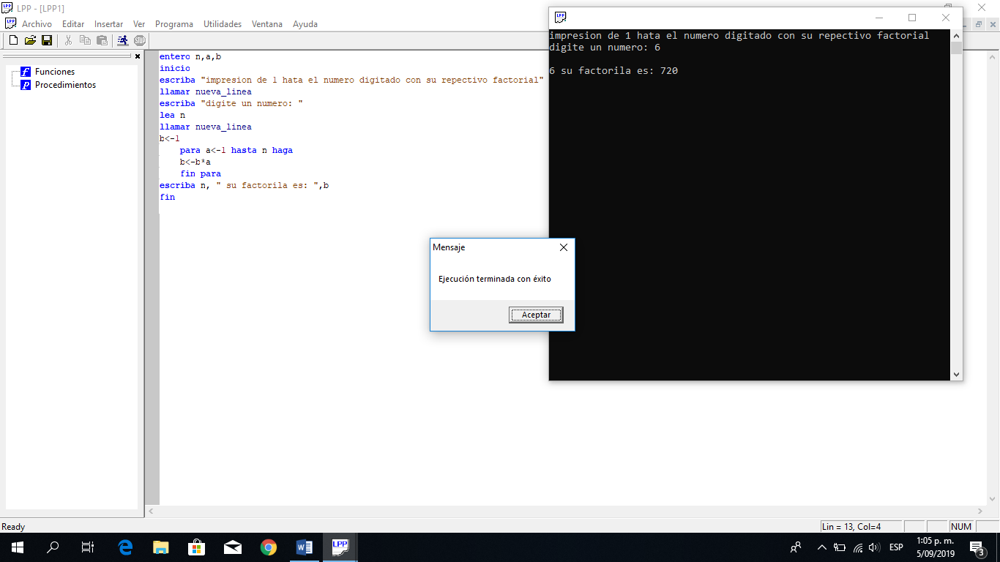 LPP - [LPP1]
Archivo Editar Insertar Ver Programa Utilidades Ventana Ayuda
Funciones
Procedimientos
entero n,a,b
inicio
escriba "impresion de 1 hata el numero digitado con su repectivo factorial"
llamar nueva_linea
escriba "digite un numero: "
lea n
llamar nueva_linea
b<-1
para a<-1 hasta n haga
b<-b*a
fin para
escriba n, " su factorila es: ",b
fin
impresion de 1 hata el numero digitado con su repectivo factorial
digite un numero: 6
6 su factorila es: 720
Mensaje
Ejecución terminada con éxito
Aceptar
Ready
Lin = 13, Col=4
NUM
LPP
ESP
1:05 p. m.
5/09/2019
3